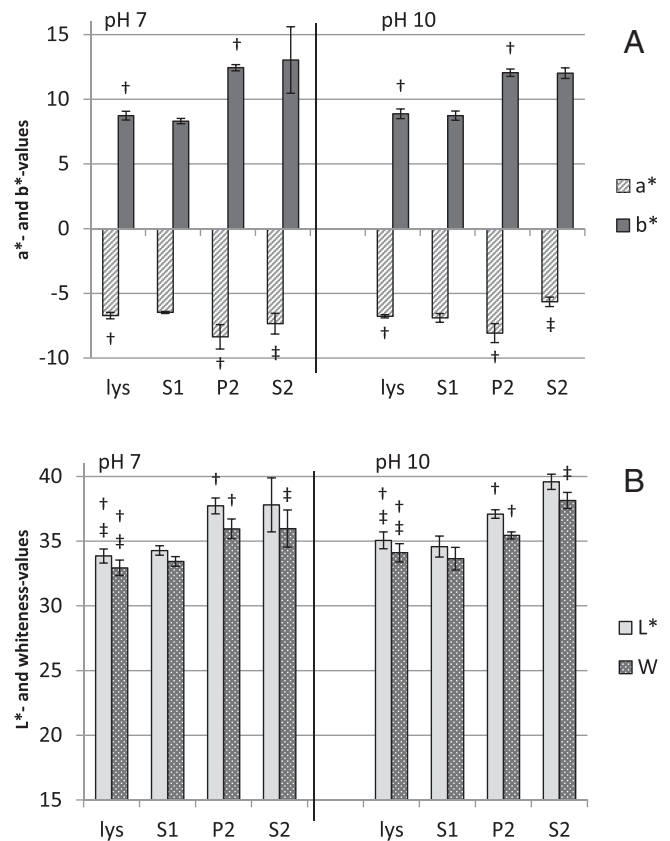 pH 7
pH 10
A
15
10
5
0
-5
-10
a*- and b*-values
† † † †
† † ‡ † † ‡
a*
b*
lys S1 P2 S2 lys S1 P2 S2
pH 7
pH 10
B
40
35
30
25
20
15
L*- and whiteness-values
† † † † ‡ † † † † ‡
‡ ‡ ‡ ‡
L*
W
lys S1 P2 S2 lys S1 P2 S2